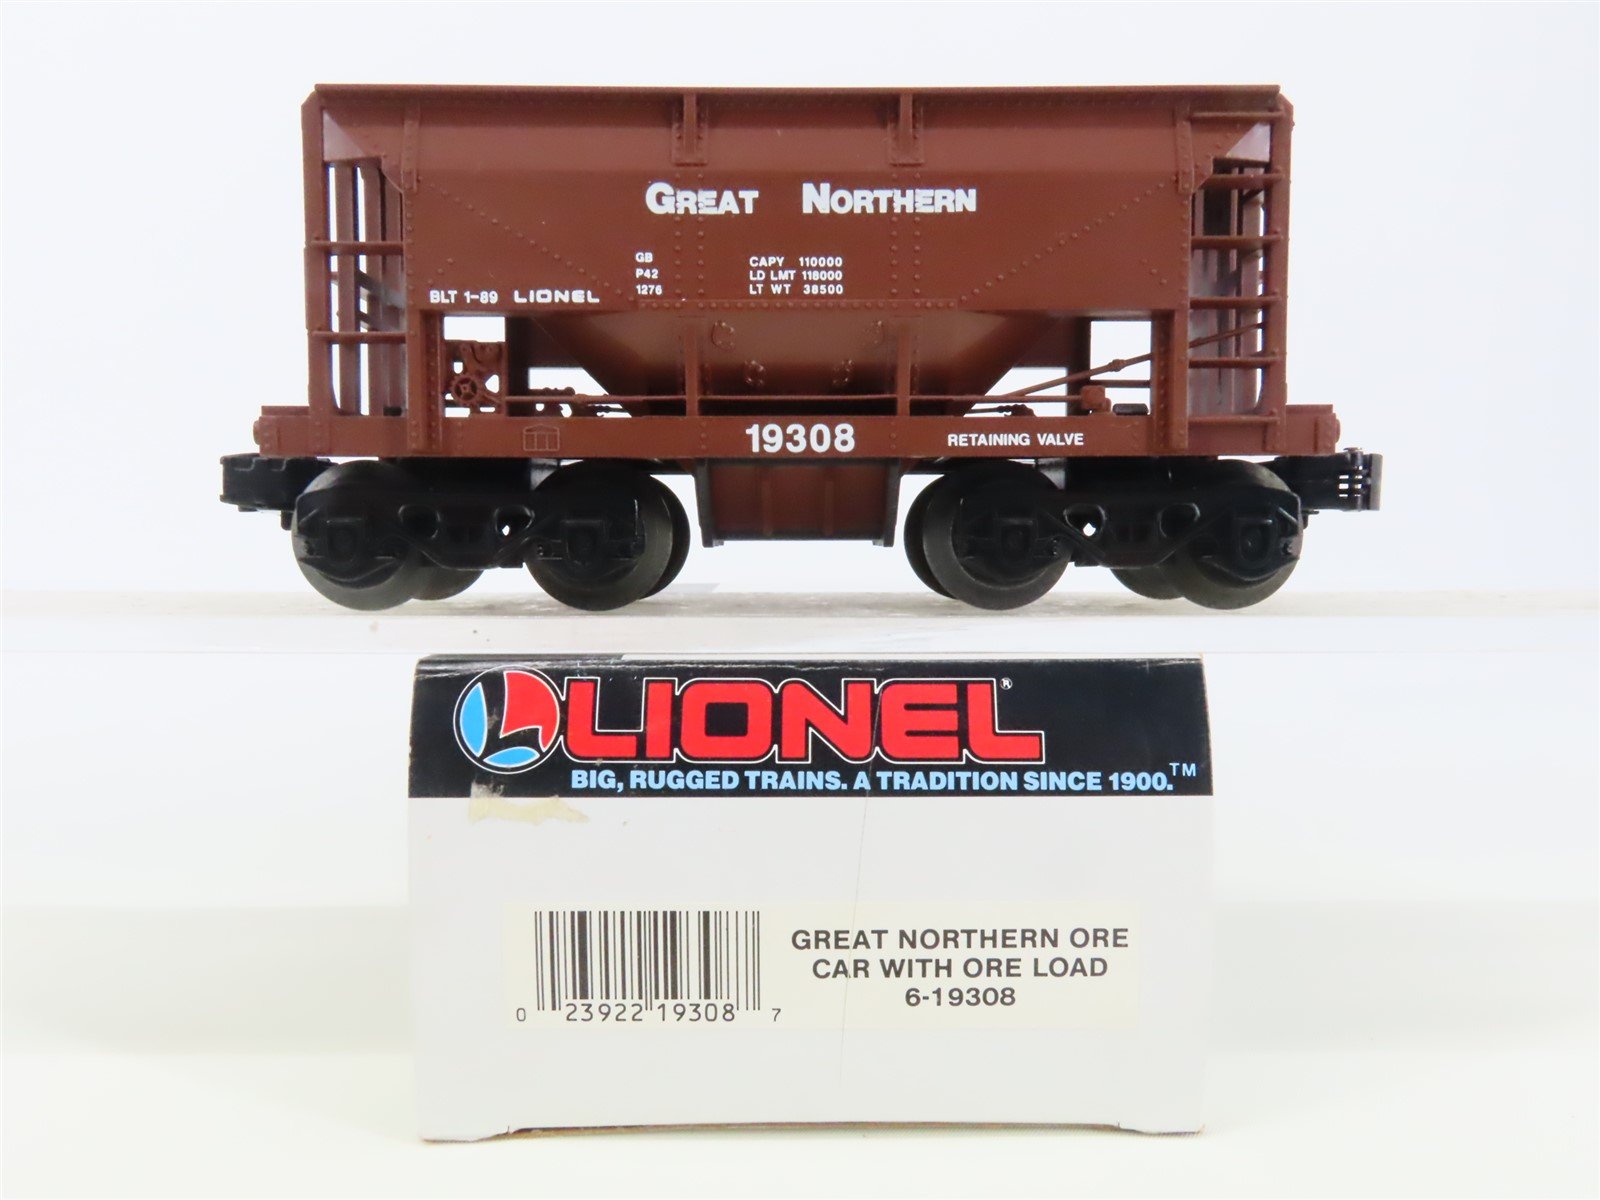 GREAT NORTHERN
GB
P42
1276
CAPY 110000
LD LMT 118000
LT WT 38500
BLT 1-89 LIONEL
19308
RETAINING VALVE
LIONEL®
BIG, RUGGED TRAINS. A TRADITION SINCE 1900.™
GREAT NORTHERN ORE
CAR WITH ORE LOAD
6-19308
0 23922 19308 7